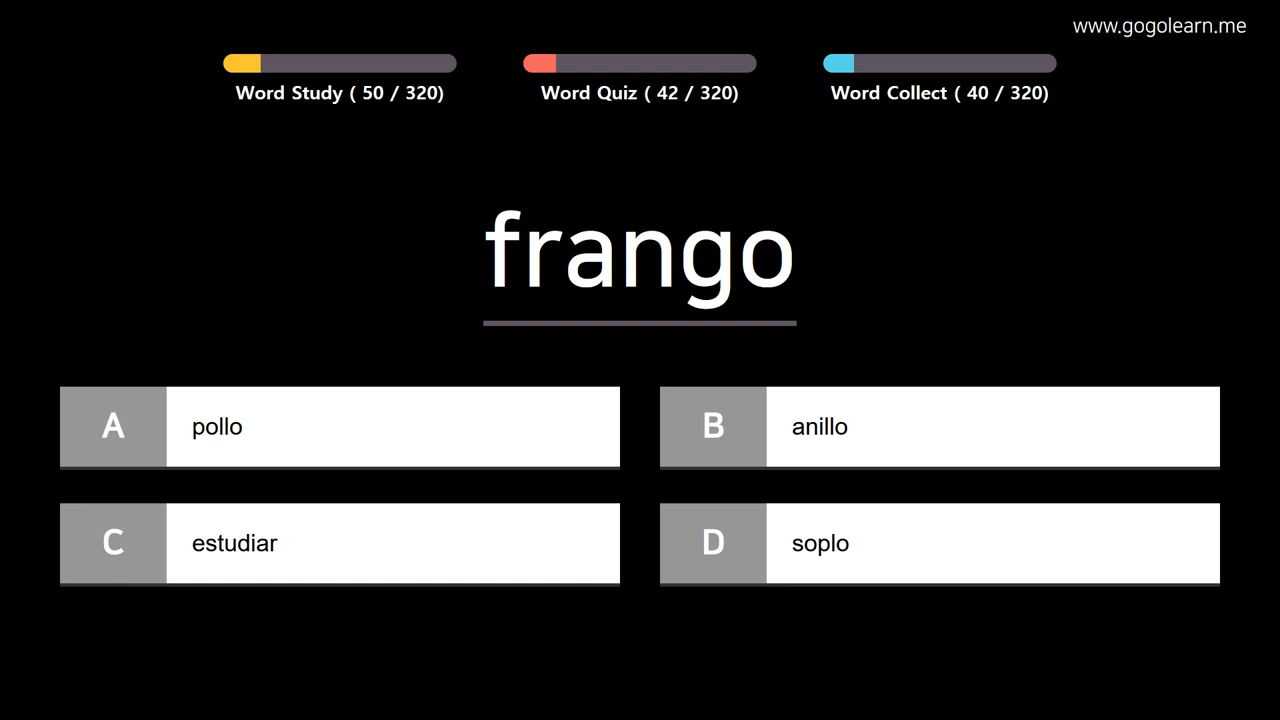 www.gogolearn.me
Word Study ( 50 / 320)
Word Quiz ( 42 / 320)
Word Collect ( 40 / 320)
frango
A pollo
B anillo
C estudiar
D soplo